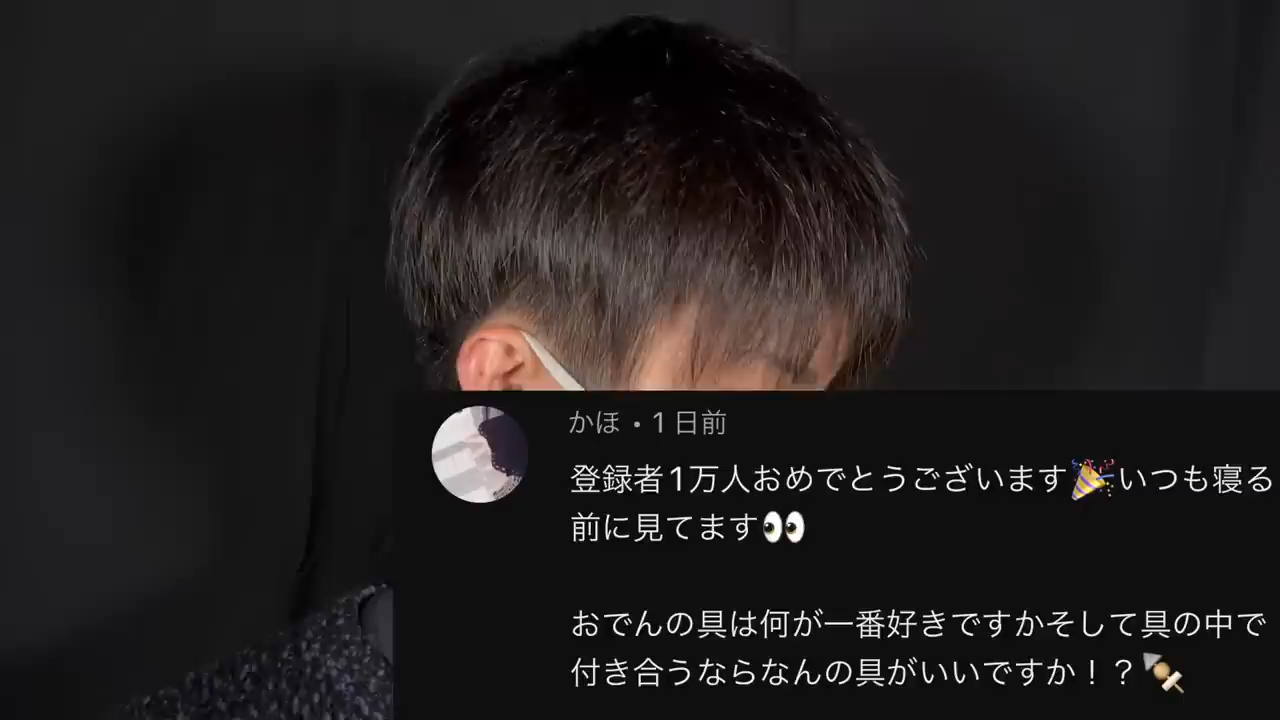 かほ • 1 日前
登録者1万人おめでとうございます🎉いつも寝る
前に見てます👀
おでんの具は何が一番好きですかそして具の中で
付き合うならなんの具がいいですか！？🍢